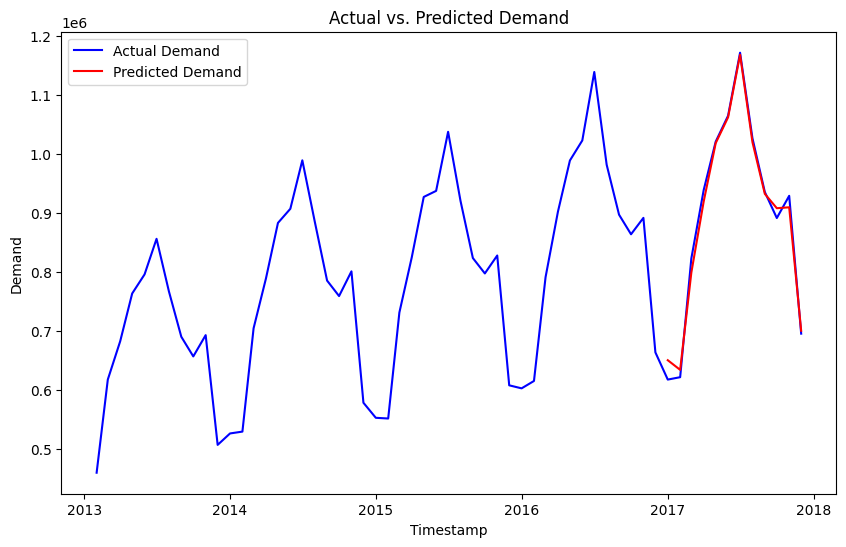 Actual vs. Predicted Demand
1e6
Actual Demand
Predicted Demand
1.2
1.1
1.0
0.9
0.8
0.7
0.6
0.5
Demand
2013 2014 2015 2016 2017 2018
Timestamp